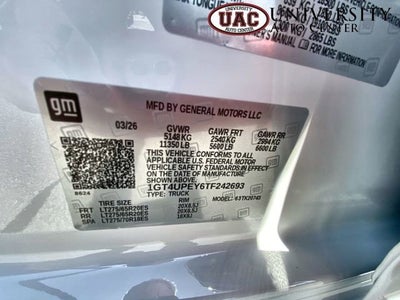 UAC
UNIVERSITY
AUTO CENTER
gm
MFD BY GENERAL MOTORS LLC
03/26
GVWR
GAWR FRT
GAWR RR
5148 KG
2540 KG
2994 KG
11350 LB
5600 LB
6600 LB
THIS VEHICLE CONFORMS TO ALL
APPLICABLE U.S. FEDERAL MOTOR
VEHICLE SAFETY STANDARDS IN
EFFECT ON THE DATE OF
MANUFACTURE SHOWN ABOVE.
1GT4UPEY6TF242693
TYPE: TRUCK
TIRE SIZE
RIM
FRT LT275/65R20ES 20X8.5J
RR LT275/65R20ES 20X8.5J
SPA LT275/70R18ES 18X8J